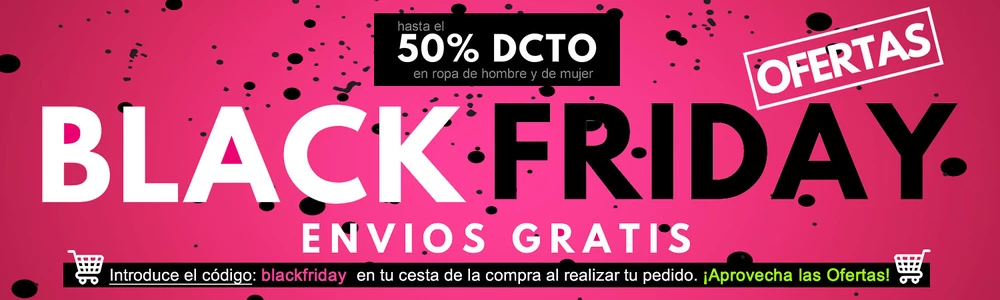 hasta el
50% DCTO
en ropa de hombre y de mujer
OFERTAS
BLACK FRIDAY
ENVIOS GRATIS
Introduce el código: blackfriday en tu cesta de la compra al realizar tu pedido. ¡Aprovecha las Ofertas!